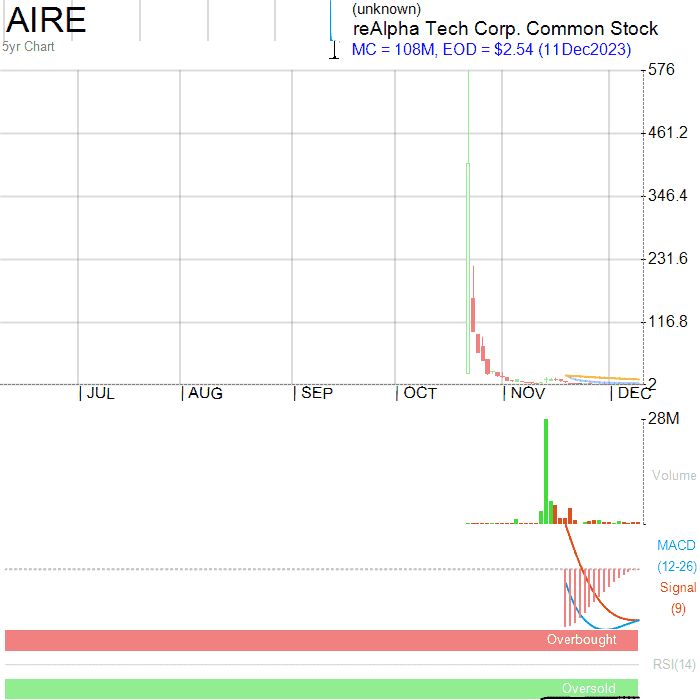 AIRE
5yr Chart
(unknown)
reAlpha Tech Corp. Common Stock
MC = 108M, EOD = $2.54 (11Dec2023)
576
461.2
346.4
231.6
116.8
2
JUL
AUG
SEP
OCT
NOV
DEC
28M
Volume
MACD
(12-26)
Signal
(9)
Overbought
RSI(14)
Oversold